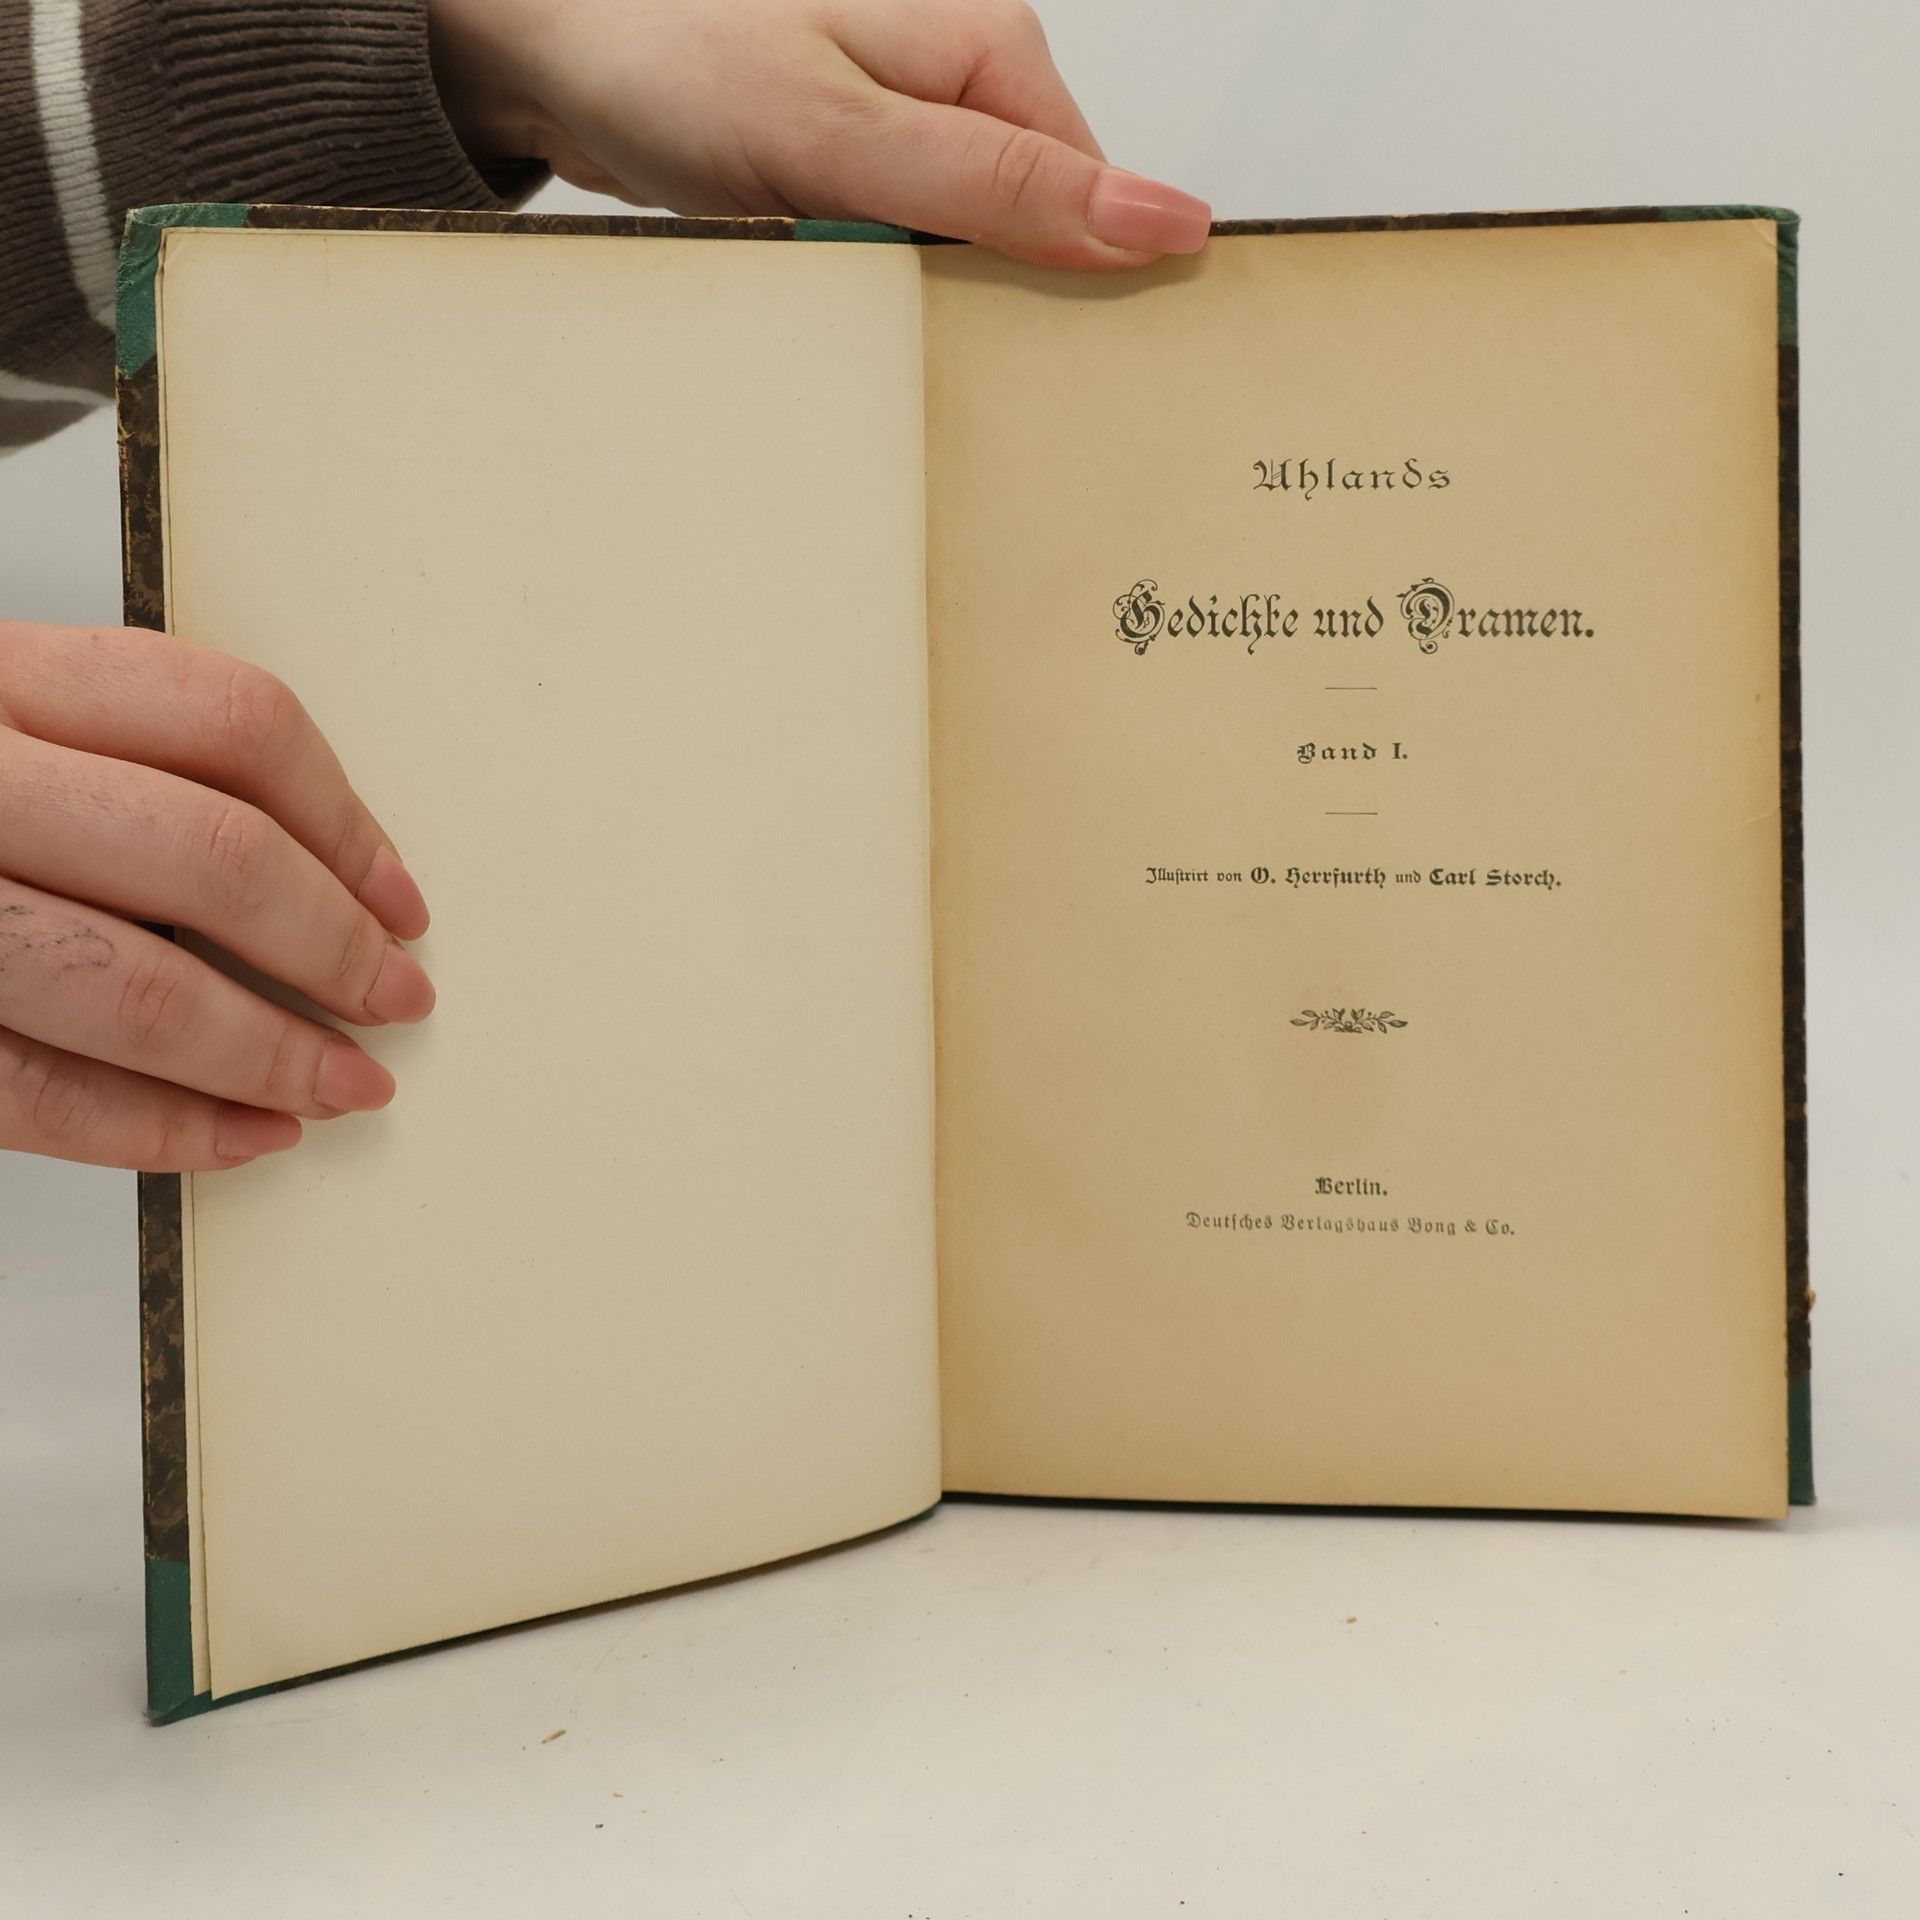 Uhlands
Gedichte und Dramen.
Band I.
Illustrirt von O. Herrfurth und Carl Storch.
Berlin.
Deutsches Verlagshaus Bong & Co.